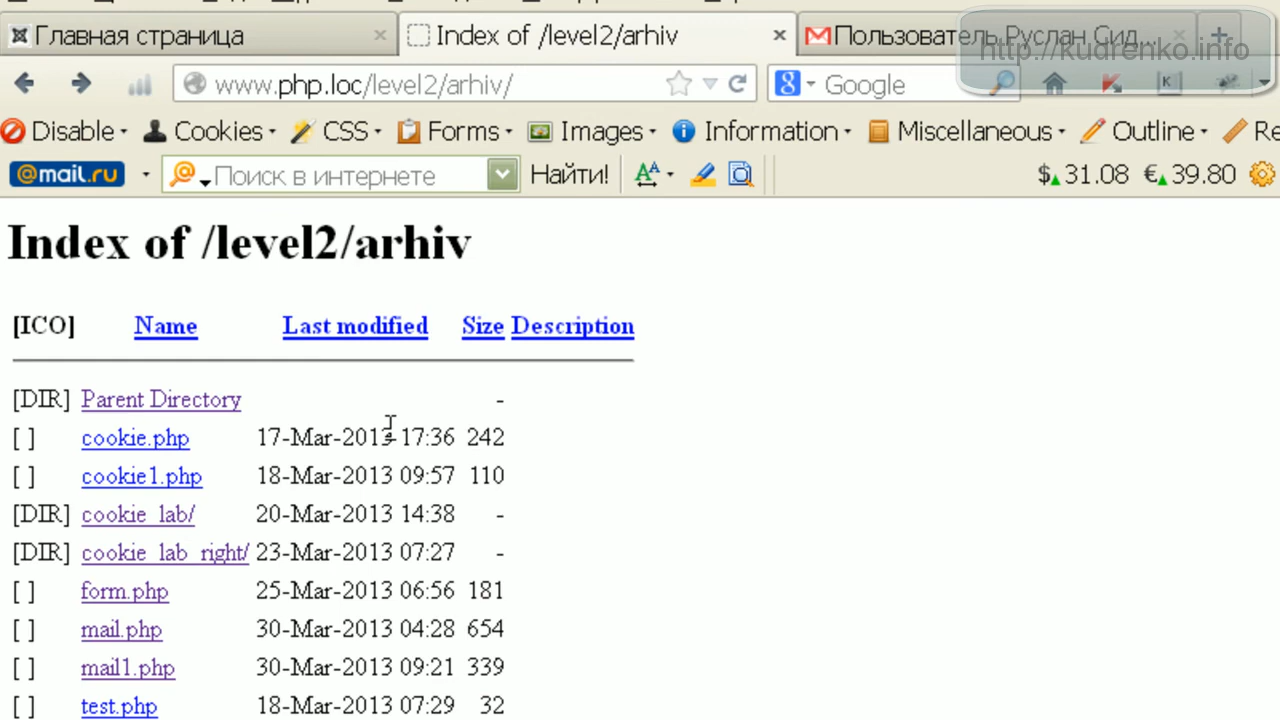 Главная страница
Index of /level2/arhiv
Пользователь Руслан Сид...
http://kudrenko.info
www.php.loc/level2/arhiv/
Google
Disable Cookies CSS Forms Images Information Miscellaneous Outline Re
@mail.ru Поиск в интернете Найти! $ 31.08 € 39.80
Index of /level2/arhiv
[ICO] Name Last modified Size Description
[DIR] Parent Directory -
[ ] cookie.php 17-Mar-2013 17:36 242
[ ] cookie1.php 18-Mar-2013 09:57 110
[DIR] cookie_lab/ 20-Mar-2013 14:38 -
[DIR] cookie_lab_right/ 23-Mar-2013 07:27 -
[ ] form.php 25-Mar-2013 06:56 181
[ ] mail.php 30-Mar-2013 04:28 654
[ ] mail1.php 30-Mar-2013 09:21 339
[ ] test.php 18-Mar-2013 07:29 32